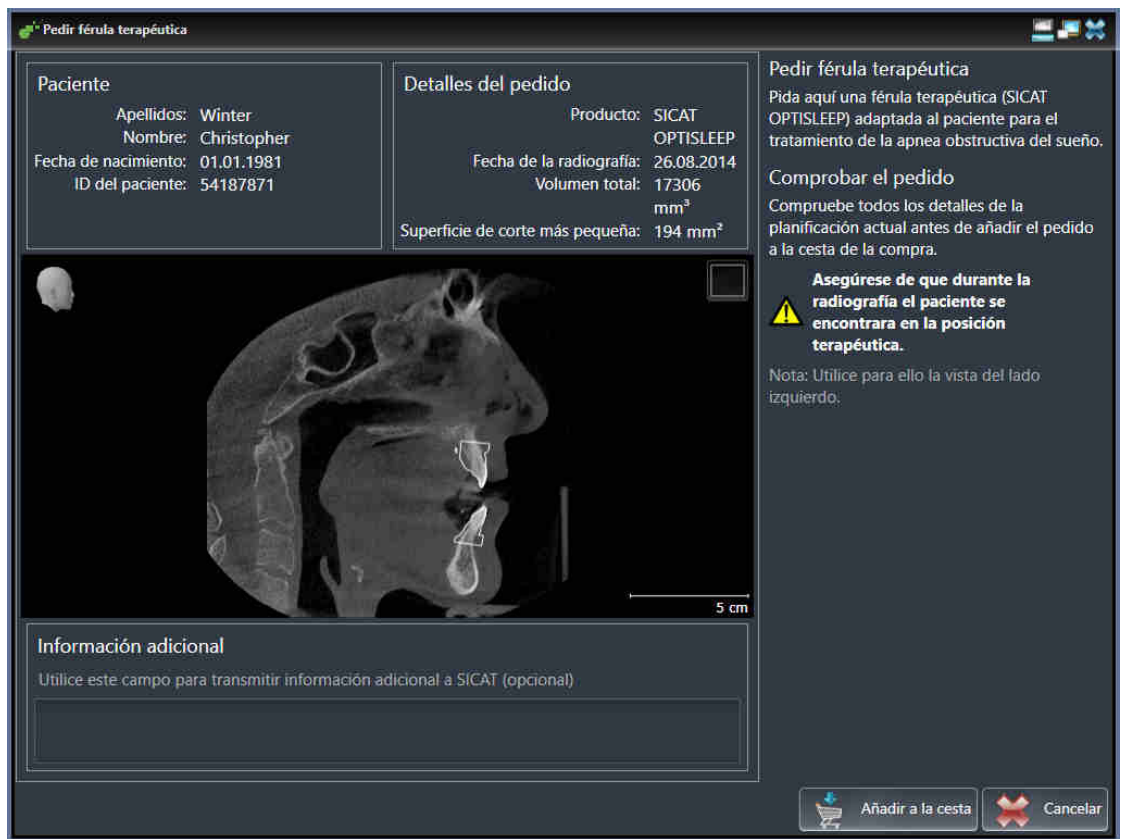 Pedir férula terapéutica
Paciente
Apellidos: Winter
Nombre: Christopher
Fecha de nacimiento: 01.01.1981
ID del paciente: 54187871
Detalles del pedido
Producto: SICAT
OPTISLEEP
Fecha de la radiografía: 26.08.2014
Volumen total: 17306
mm³
Superficie de corte más pequeña: 194 mm²
5 cm
Información adicional
Utilice este campo para transmitir información adicional a SICAT (opcional)
Pedir férula terapéutica
Pida aquí una férula terapéutica (SICAT
OPTISLEEP) adaptada al paciente para el
tratamiento de la apnea obstructiva del sueño.
Comprobar el pedido
Compruebe todos los detalles de la
planificación actual antes de añadir el pedido
a la cesta de la compra.
Asegúrese de que durante la
radiografía el paciente se
encontrara en la posición
terapéutica.
Nota: Utilice para ello la vista del lado
izquierdo.
Añadir a la cesta
Cancelar